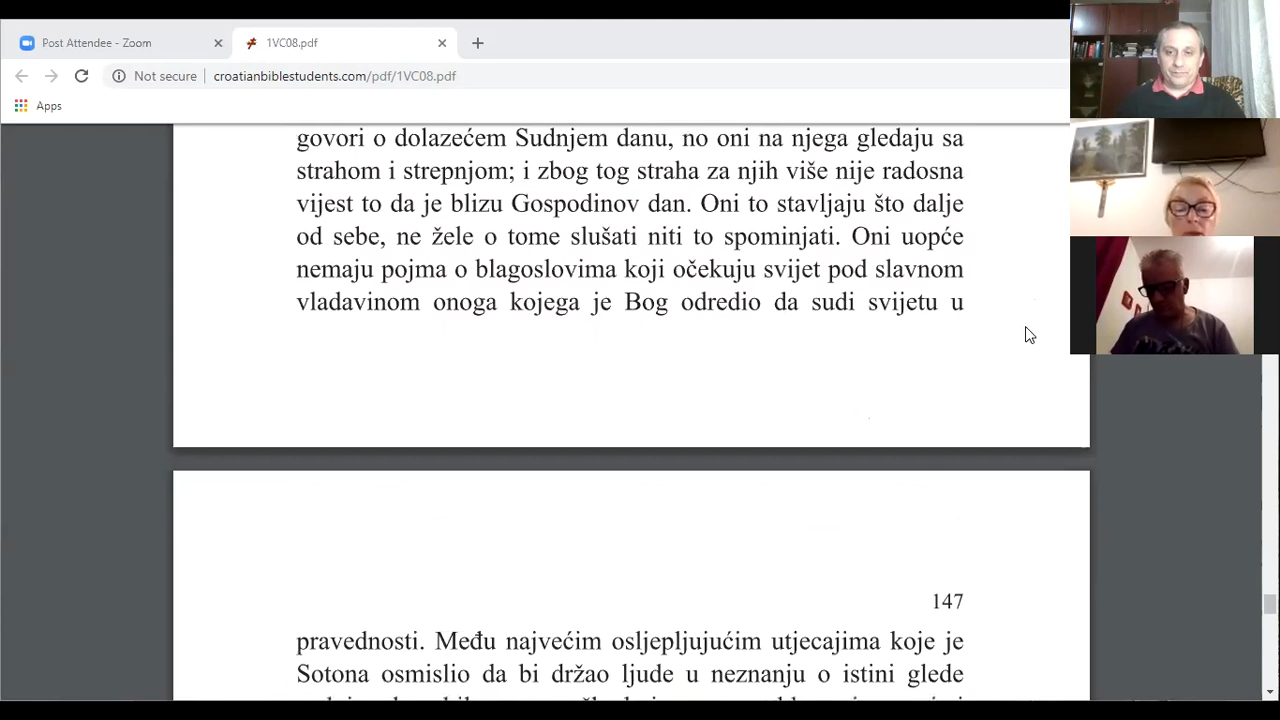 Post Attendee - Zoom
1VC08.pdf
Not secure
croatianbiblestudents.com/pdf/1VC08.pdf
Apps
govori o dolazećem Sudnjem danu, no oni na njega gledaju sa
strahom i strepnjom; i zbog tog straha za njih više nije radosna
vijest to da je blizu Gospodinov dan. Oni to stavljaju što dalje
od sebe, ne žele o tome slušati niti to spominjati. Oni uopće
nemaju pojma o blagoslovima koji očekuju svijet pod slavnom
vladavinom onoga kojega je Bog odredio da sudi svijetu u
147
pravednosti. Među najvećim osljepljujućim utjecajima koje je
Sotona osmislio da bi držao ljude u neznanju o istini glede